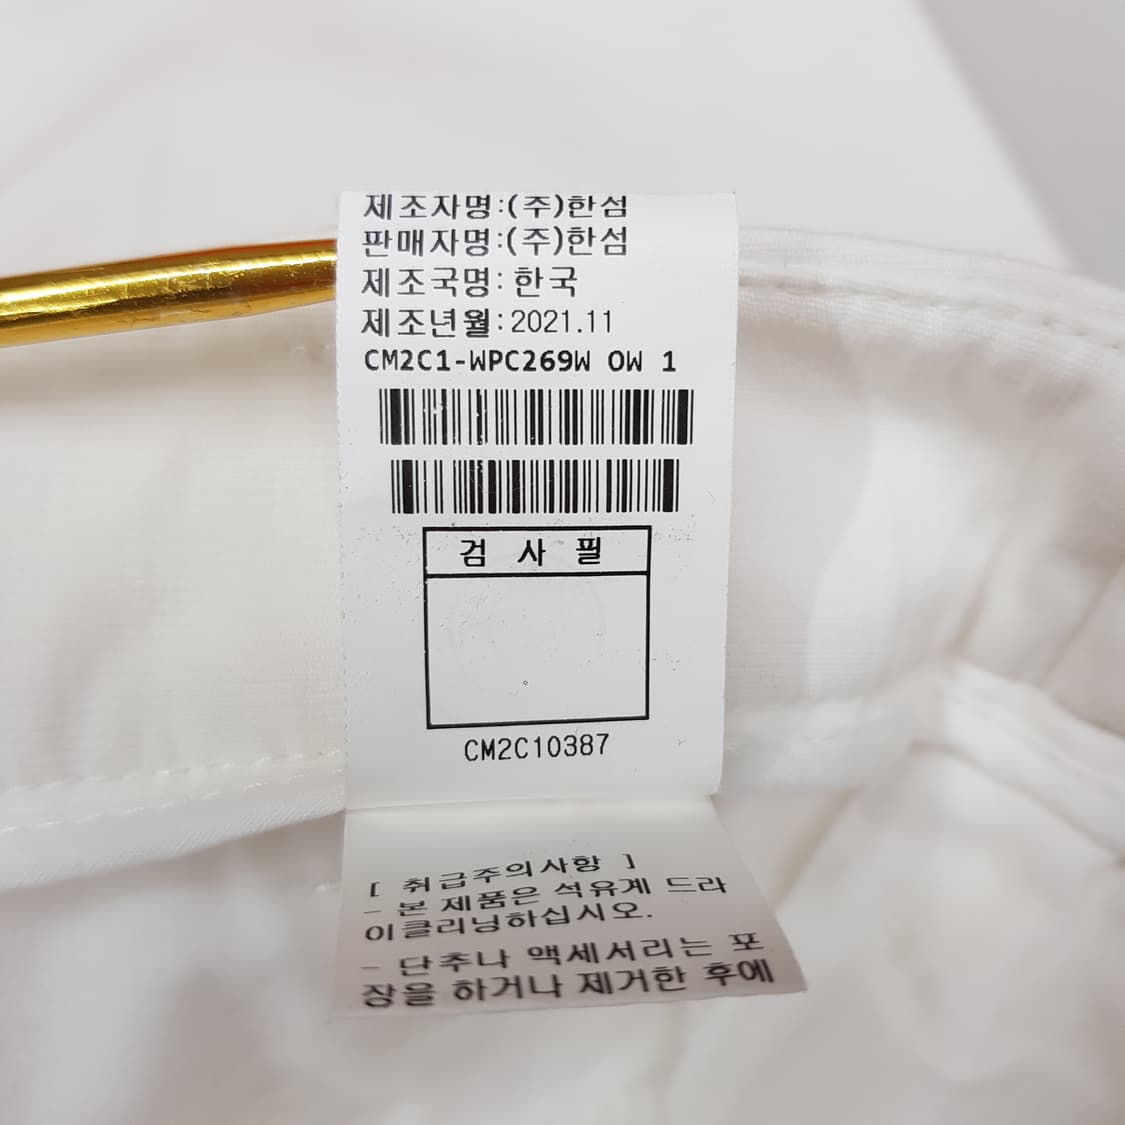 제조자명:(주)한섬
판매자명:(주)한섬
제조국명: 한국
제조년월:2021.11
CM2C1-WPC269W OW 1
검 사 필
CM2C10387
[ 취급주의사항 ]
- 본 제품은 석유계 드라
이클리닝하십시오.
- 단추나 액세서리는 포
장을 하거나 제거한 후에